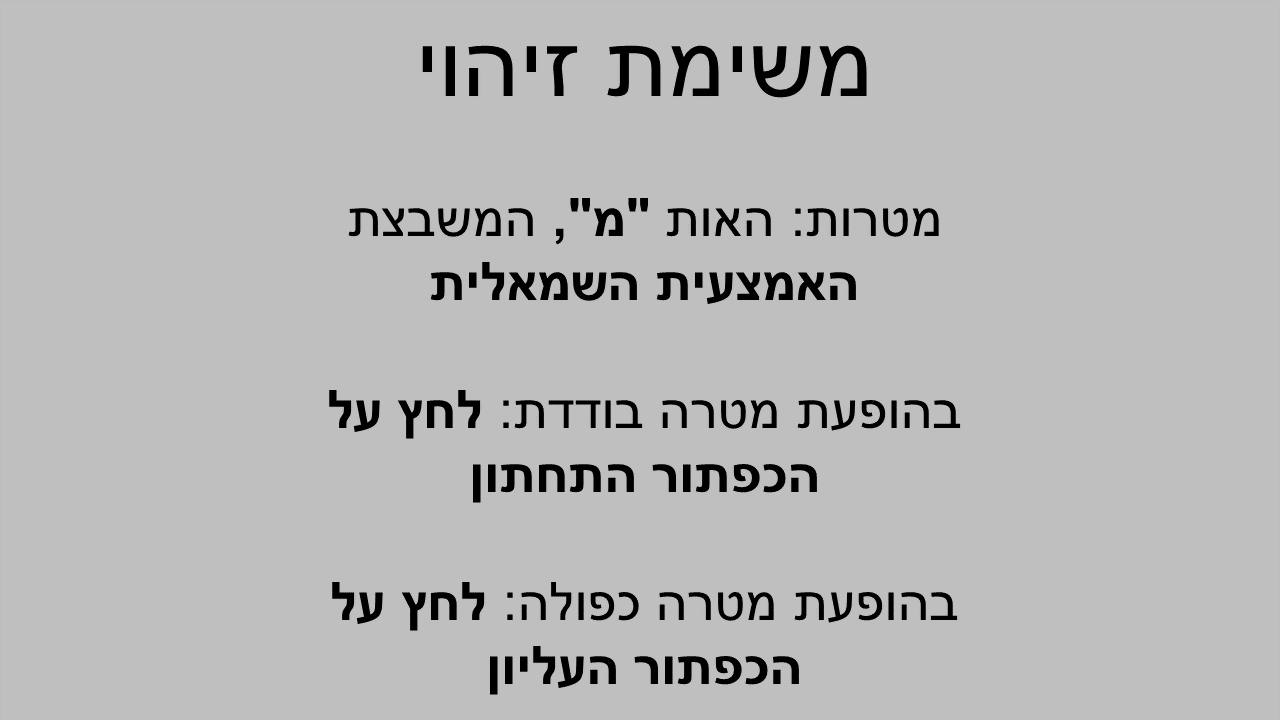 משימת זיהוי
מטרות: האות "מ", המשבצת
האמצעית השמאלית
בהופעת מטרה בודדת: לחץ על
הכפתור התחתון
בהופעת מטרה כפולה: לחץ על
הכפתור העליון